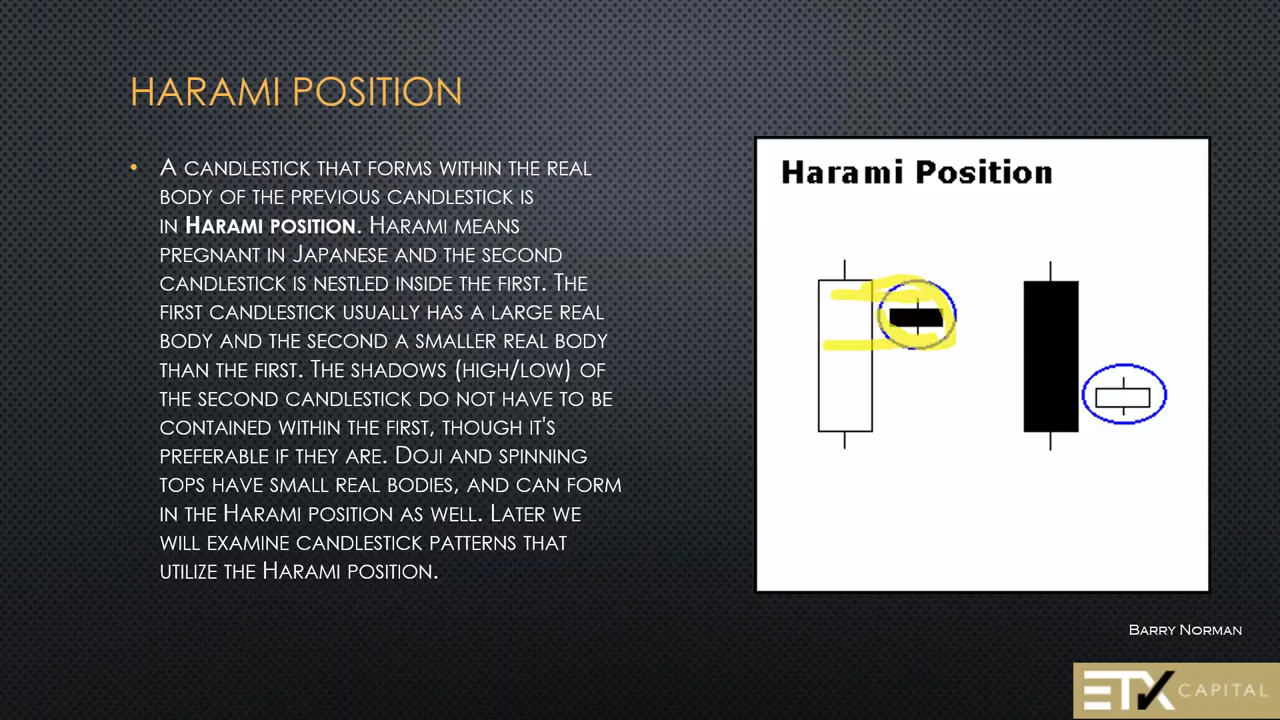 HARAMI POSITION
• A CANDLESTICK THAT FORMS WITHIN THE REAL
BODY OF THE PREVIOUS CANDLESTICK IS
IN HARAMI POSITION. HARAMI MEANS
PREGNANT IN JAPANESE AND THE SECOND
CANDLESTICK IS NESTLED INSIDE THE FIRST. THE
FIRST CANDLESTICK USUALLY HAS A LARGE REAL
BODY AND THE SECOND A SMALLER REAL BODY
THAN THE FIRST. THE SHADOWS (HIGH/LOW) OF
THE SECOND CANDLESTICK DO NOT HAVE TO BE
CONTAINED WITHIN THE FIRST, THOUGH IT'S
PREFERABLE IF THEY ARE. DOJI AND SPINNING
TOPS HAVE SMALL REAL BODIES, AND CAN FORM
IN THE HARAMI POSITION AS WELL. LATER WE
WILL EXAMINE CANDLESTICK PATTERNS THAT
UTILIZE THE HARAMI POSITION.
Harami Position
BARRY NORMAN
ETX CAPITAL